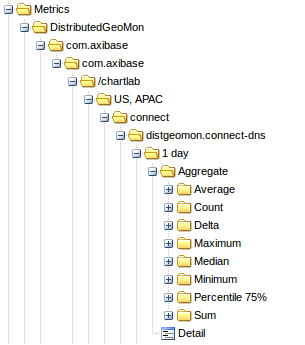 Metrics
DistributedGeoMon
com.axibase
com.axibase
/chartlab
US, APAC
connect
distgeomon.connect-dns
1 day
Aggregate
Average
Count
Delta
Maximum
Median
Minimum
Percentile 75%
Sum
Detail